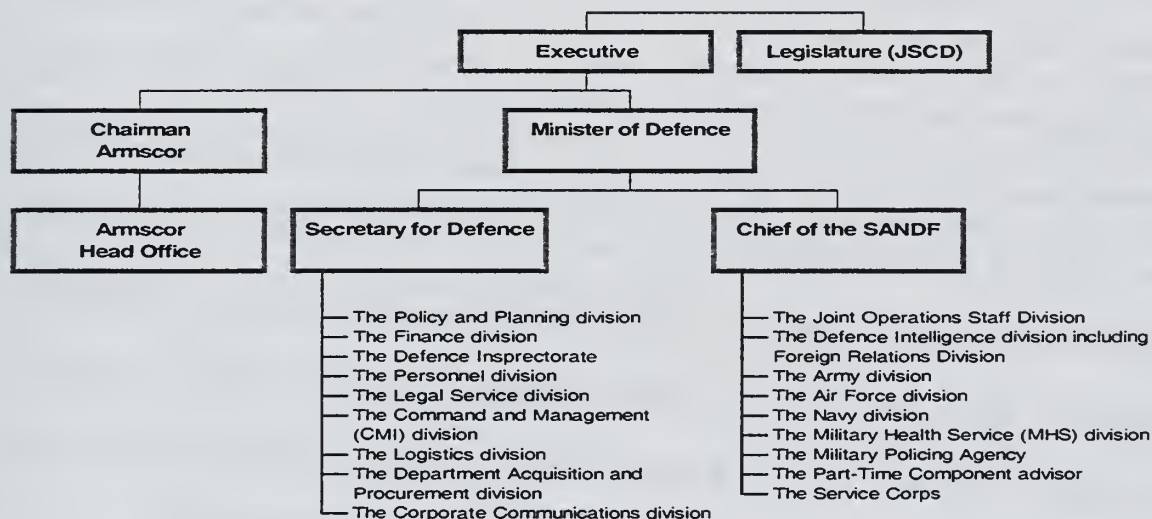 Executive
Legislature (JSCD)
Chairman
Armscor
Minister of Defence
Armscor
Head Office
Secretary for Defence
Chief of the SANDF
The Policy and Planning division
The Finance division
The Defence Insprectorate
The Personnel division
The Legal Service division
The Command and Management
(CMI) division
The Logistics division
The Department Acquisition and
Procurement division
The Corporate Communications division
The Joint Operations Staff Division
The Defence Intelligence division including
Foreign Relations Division
The Army division
The Air Force division
The Navy division
The Military Health Service (MHS) division
The Military Policing Agency
The Part-Time Component advisor
The Service Corps